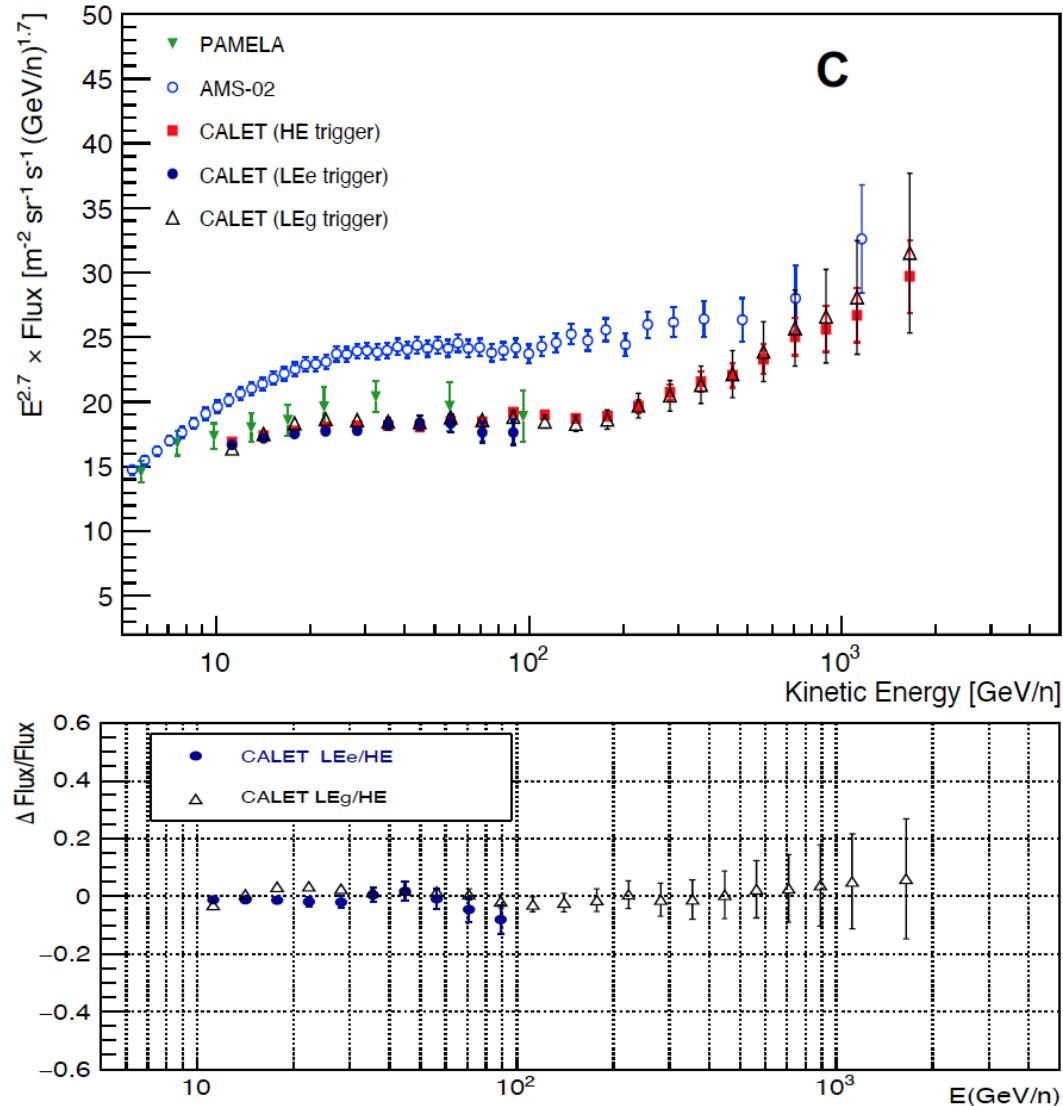 E^2.7 × Flux [m^-2 sr^-1 s^-1 (GeV/n)^1.7]
50
45
40
35
30
25
20
15
10
5
PAMELA
AMS-02
CALET (HE trigger)
CALET (LEe trigger)
CALET (LEg trigger)
C
10
10^2
10^3
Kinetic Energy [GeV/n]
Δ Flux/Flux
0.6
0.4
0.2
0
−0.2
−0.4
−0.6
CALET LEe/HE
CALET LEg/HE
10
10^2
10^3
E(GeV/n)